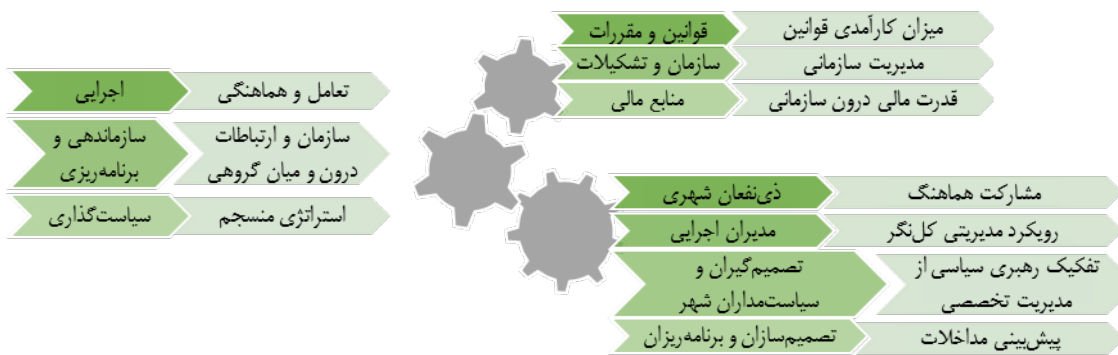 قوانین و مقررات
میزان کارآمدی قوانین
سازمان و تشکیلات
مدیریت سازمانی
منابع مالی
قدرت مالی درون سازمانی
اجرایی
تعامل و هماهنگی
سازماندهی و
برنامه‌ریزی
سازمان و ارتباطات
درون و میان گروهی
سیاست‌گذاری
استراتژی منسجم
ذی‌نفعان شهری
مشارکت هماهنگ
مدیران اجرایی
رویکرد مدیریتی کل‌نگر
تصمیم‌گیران و
سیاست‌مداران شهر
تفکیک رهبری سیاسی از
مدیریت تخصصی
تصمیم‌سازان و برنامه‌ریزان
پیش‌بینی مداخلات